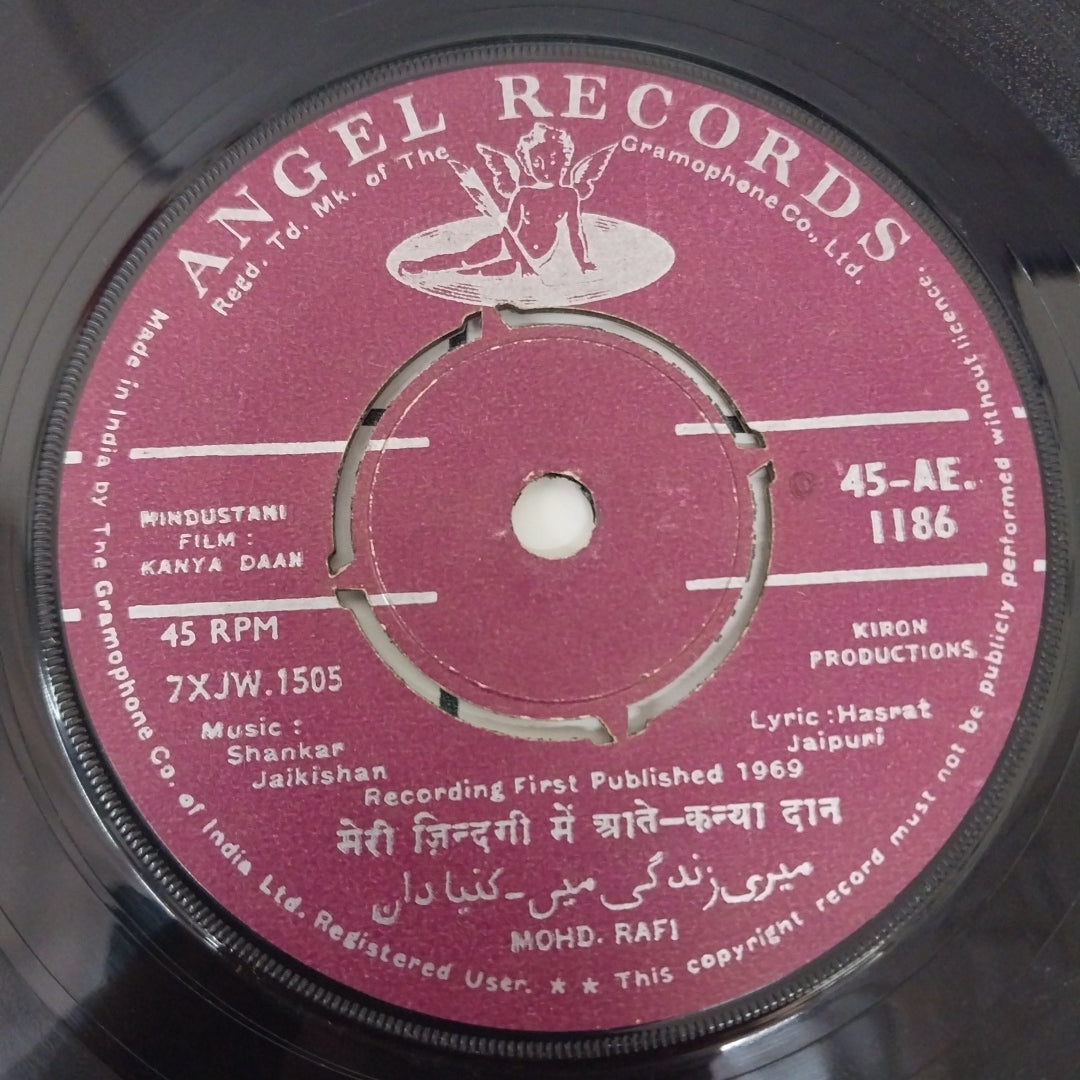 ANGEL RECORDS
Regd. Td. Mk. of The Gramophone Co., Ltd.
45-AE.
1186
HINDUSTANI
FILM :
KANYA DAAN
45 RPM
7XJW.1505
KIRON
PRODUCTIONS
Music :
Shankar
Jaikishan
Lyric :Hasrat
Jaipuri
Recording First Published 1969
मेरी ज़िन्दगी में आते-कन्या दान
میری زندگی میں - کنیا دان
MOHD. RAFI
Made in India by The Gramophone Co. of India Ltd. Registered User. ★ ★ This copyright record must not be publicly performed without licence.